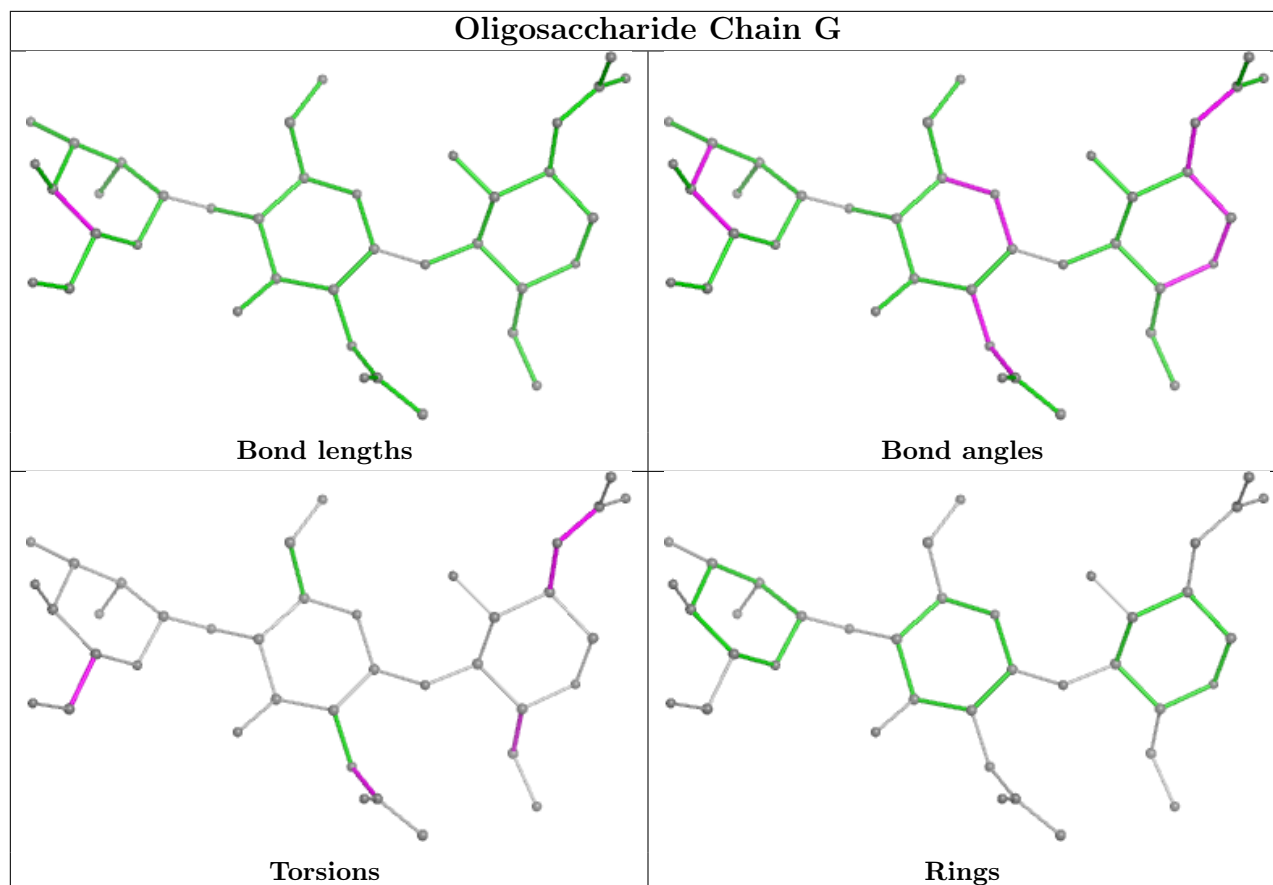 Oligosaccharide Chain G
Bond lengths
Bond angles
Torsions
Rings